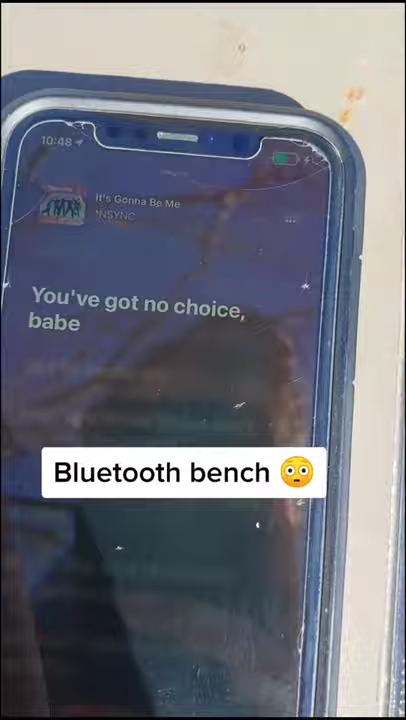 10:48
It's Gonna Be Me
*NSYNC
You've got no choice,
babe
Bluetooth bench 😳